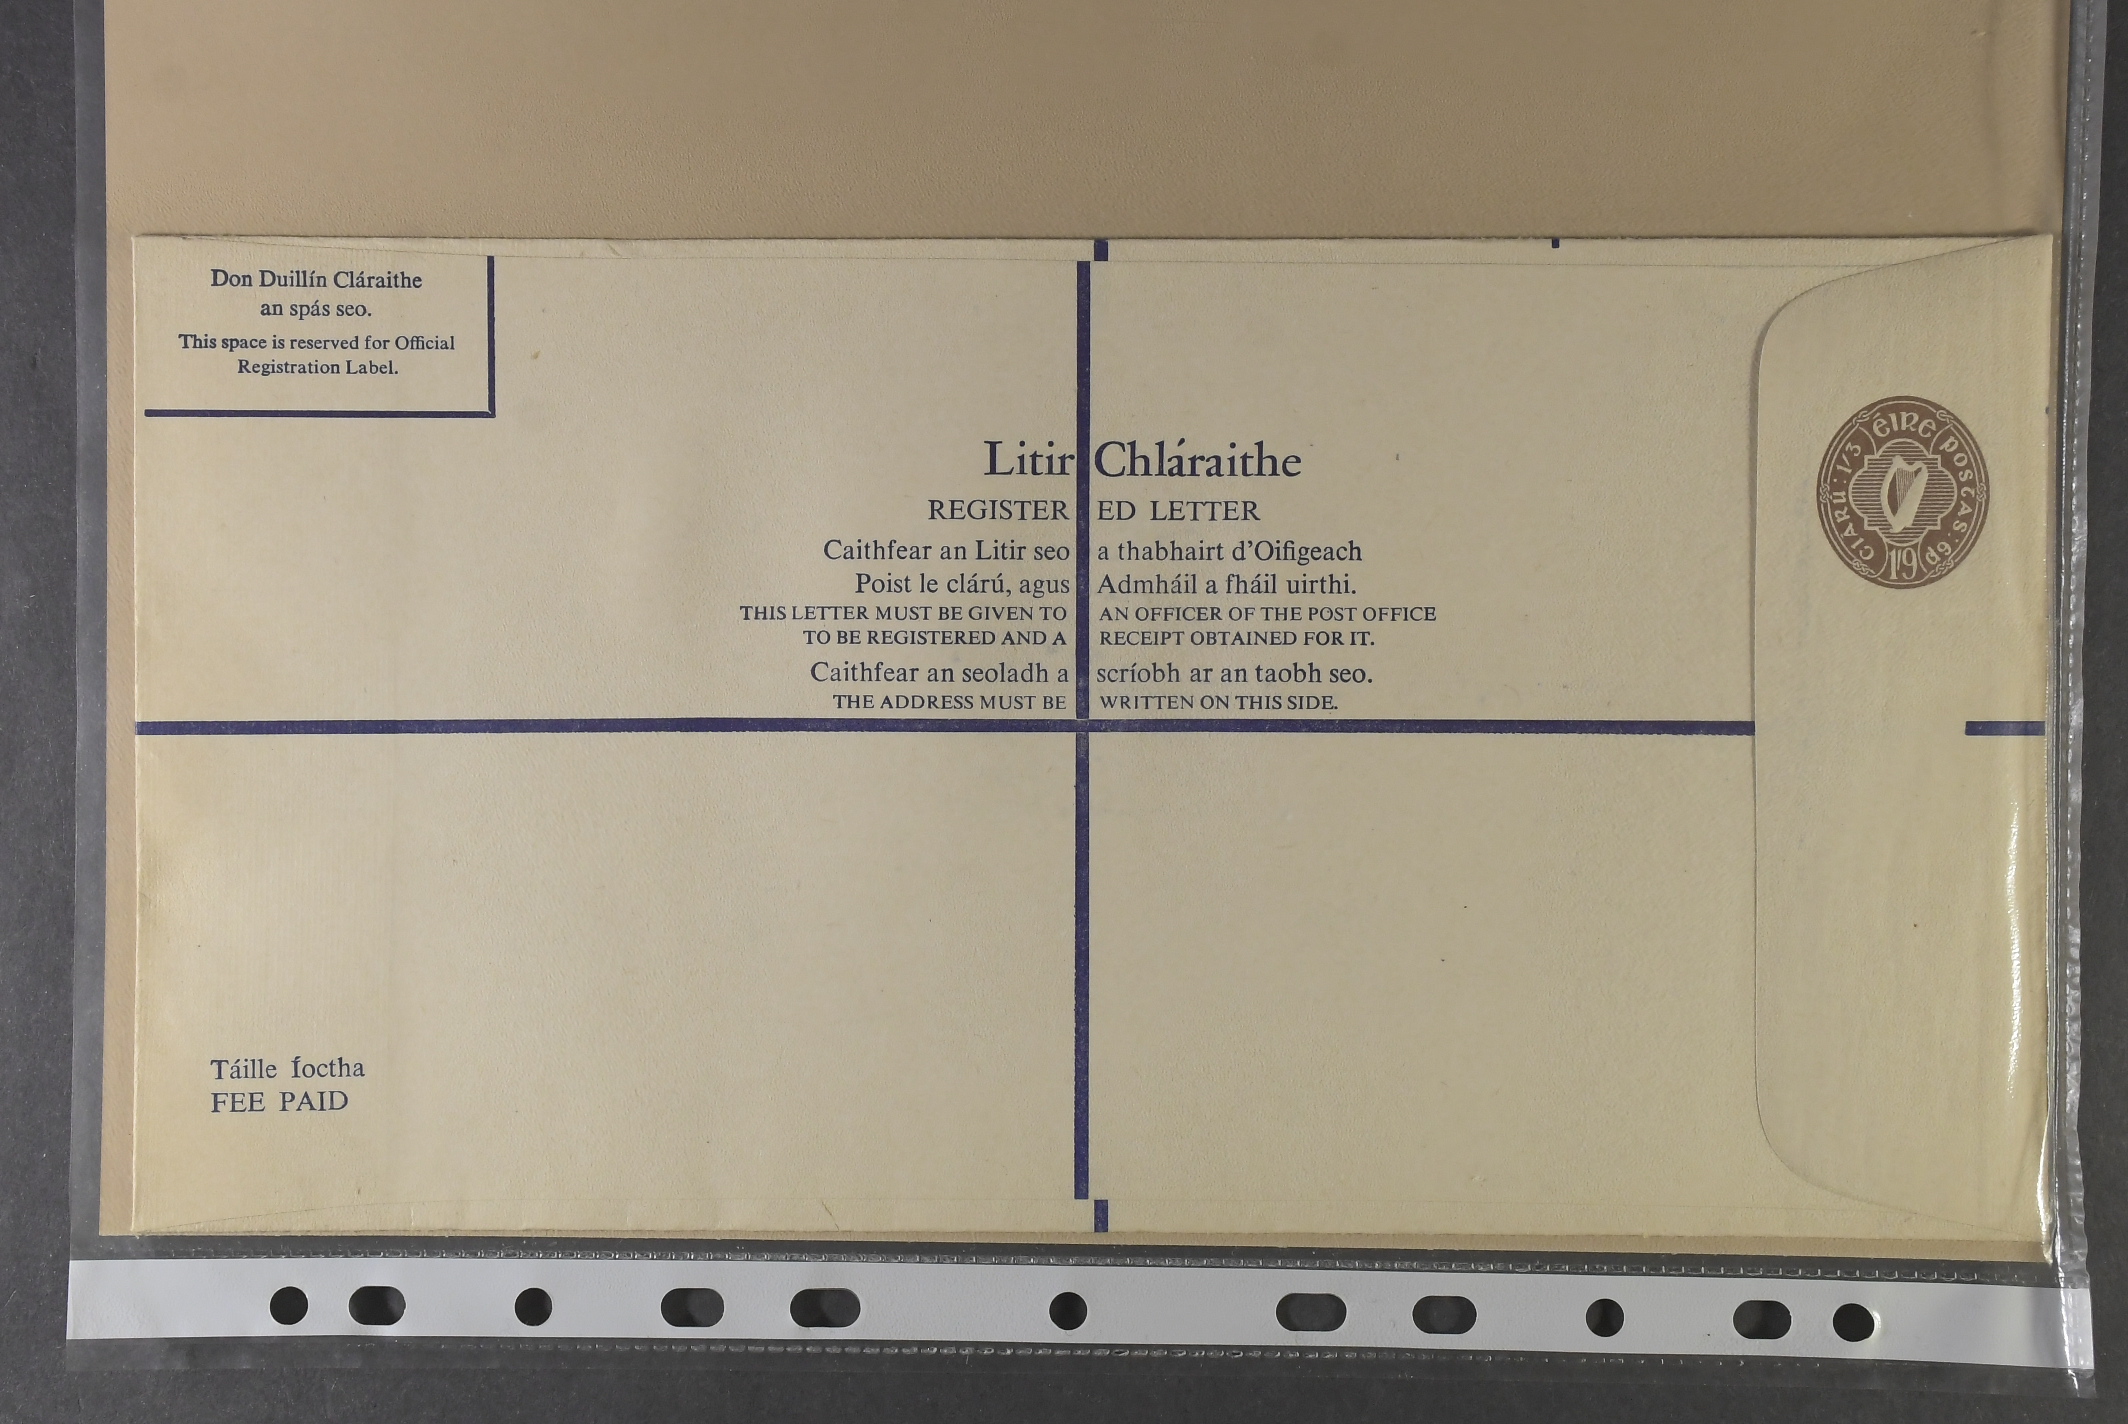 Don Duillín Cláraithe
an spás seo.
This space is reserved for Official
Registration Label.
Litir Chláraithe
REGISTERED LETTER
Caithfear an Litir seo a thabhairt d'Oifigeach
Poist le clárú, agus Admháil a fháil uirthi.
THIS LETTER MUST BE GIVEN TO AN OFFICER OF THE POST OFFICE
TO BE REGISTERED AND A RECEIPT OBTAINED FOR IT.
Caithfear an seoladh a scríobh ar an taobh seo.
THE ADDRESS MUST BE WRITTEN ON THIS SIDE.
CLÁRÚ: 1/3 ÉIRE POSTAS: 9P
1'9
Táille Íoctha
FEE PAID